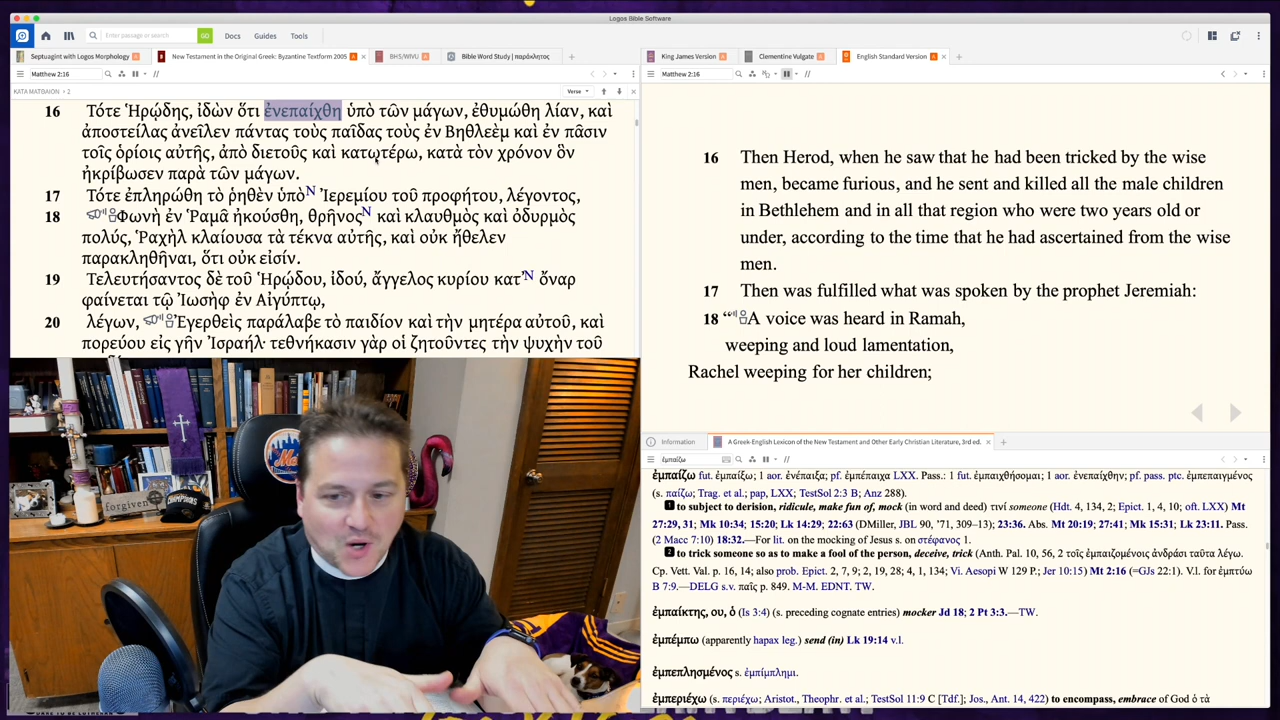 Logos Bible Software
Enter passage or search
GO
Docs
Guides
Tools
Septuagint with Logos Morphology
New Testament in the Original Greek: Byzantine Textform 2005
BHS/WIVU
Bible Word Study | παράκλητος
Matthew 2:16
ΚΑΤΑ ΜΑΤΘΑΙΟΝ > 2
Verse
16 Τότε Ἡρῴδης, ἰδὼν ὅτι ἐνεπαίχθη ὑπὸ τῶν μάγων, ἐθυμώθη λίαν, καὶ
ἀποστείλας ἀνεῖλεν πάντας τοὺς παῖδας τοὺς ἐν Βηθλεὲμ καὶ ἐν πᾶσιν
τοῖς ὁρίοις αὐτῆς, ἀπὸ διετοῦς καὶ κατωτέρω, κατὰ τὸν χρόνον ὃν
ἠκρίβωσεν παρὰ τῶν μάγων.
17 Τότε ἐπληρώθη τὸ ῥηθὲν ὑπὸN Ἰερεμίου τοῦ προφήτου, λέγοντος,
18 Φωνὴ ἐν Ῥαμᾶ ἠκούσθη, θρῆνοςN καὶ κλαυθμὸς καὶ ὀδυρμὸς
πολύς, Ῥαχὴλ κλαίουσα τὰ τέκνα αὐτῆς, καὶ οὐκ ἤθελεν
παρακληθῆναι, ὅτι οὐκ εἰσίν.
19 Τελευτήσαντος δὲ τοῦ Ἡρῴδου, ἰδού, ἄγγελος κυρίου κατ’N ὄναρ
φαίνεται τῷ Ἰωσὴφ ἐν Αἰγύπτῳ,
20 λέγων, Ἐγερθεὶς παράλαβε τὸ παιδίον καὶ τὴν μητέρα αὐτοῦ, καὶ
πορεύου εἰς γῆν Ἰσραήλ· τεθνήκασιν γὰρ οἱ ζητοῦντες τὴν ψυχὴν τοῦ
forgiven
King James Version
Clementine Vulgate
English Standard Version
Matthew 2:16
16 Then Herod, when he saw that he had been tricked by the wise
men, became furious, and he sent and killed all the male children
in Bethlehem and in all that region who were two years old or
under, according to the time that he had ascertained from the wise
men.
17 Then was fulfilled what was spoken by the prophet Jeremiah:
18 “A voice was heard in Ramah,
weeping and loud lamentation,
Rachel weeping for her children;
Information
A Greek-English Lexicon of the New Testament and Other Early Christian Literature, 3rd ed.
ἐμπαίζω
ἐμπαίζω fut. ἐμπαίξω; 1 aor. ἐνέπαιξα; pf. ἐμπέπαιχα LXX. Pass.: 1 fut. ἐμπαιχθήσομαι; 1 aor. ἐνεπαίχθην; pf. pass. ptc. ἐμπεπαιγμένος
(s. παίζω; Trag. et al.; pap, LXX; TestSol 2:3 B; Anz 288).
1 to subject to derision, ridicule, make fun of, mock (in word and deed) τινί someone (Hdt. 4, 134, 2; Epict. 1, 4, 10; oft. LXX) Mt
27:29, 31; Mk 10:34; 15:20; Lk 14:29; 22:63 (DMiller, JBL 90, ’71, 309–13); 23:36. Abs. Mt 20:19; 27:41; Mk 15:31; Lk 23:11. Pass.
(2 Macc 7:10) 18:32.—For lit. on the mocking of Jesus s. on στέφανος 1.
2 to trick someone so as to make a fool of the person, deceive, trick (Anth. Pal. 10, 56, 2 τοῖς ἐμπαιζομένοις ἀνδράσι ταῦτα λέγω.
Cp. Vett. Val. p. 16, 14; also prob. Epict. 2, 7, 9; 2, 19, 28; 4, 1, 134; Vi. Aesopi W 129 P.; Jer 10:15) Mt 2:16 (=GJs 22:1). V.l. for ἐμπτύω
B 7:9.—DELG s.v. παῖς p. 849. M-M. EDNT. TW.
ἐμπαίκτης, ου, ὁ (Is 3:4) (s. preceding cognate entries) mocker Jd 18; 2 Pt 3:3.—TW.
ἐμπέμπω (apparently hapax leg.) send (in) Lk 19:14 v.l.
ἐμπεπλησμένος s. ἐμπίμπλημι.
ἐμπεριέχω (s. περιέχω; Aristot., Theophr. et al.; TestSol 11:9 C [Tdf.]; Jos., Ant. 14, 422) to encompass, embrace of God ὁ τὰ